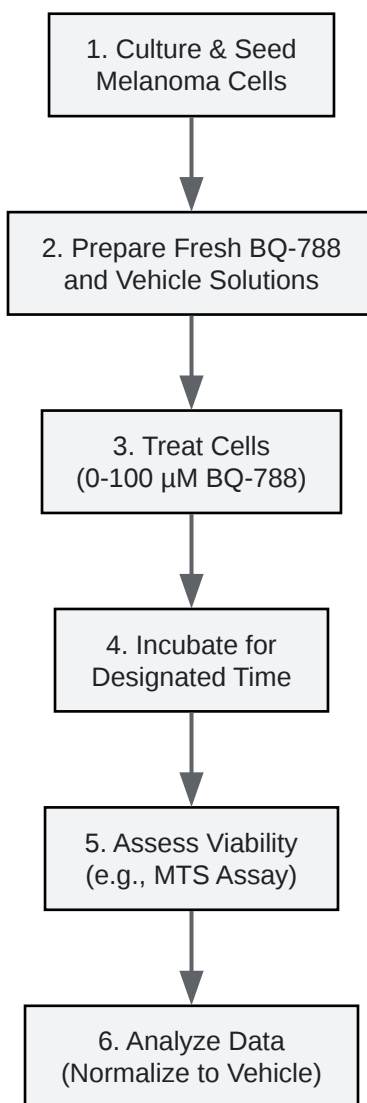 1. Culture & Seed
Melanoma Cells
2. Prepare Fresh BQ-788
and Vehicle Solutions
3. Treat Cells
(0-100 µM BQ-788)
4. Incubate for
Designated Time
5. Assess Viability
(e.g., MTS Assay)
6. Analyze Data
(Normalize to Vehicle)